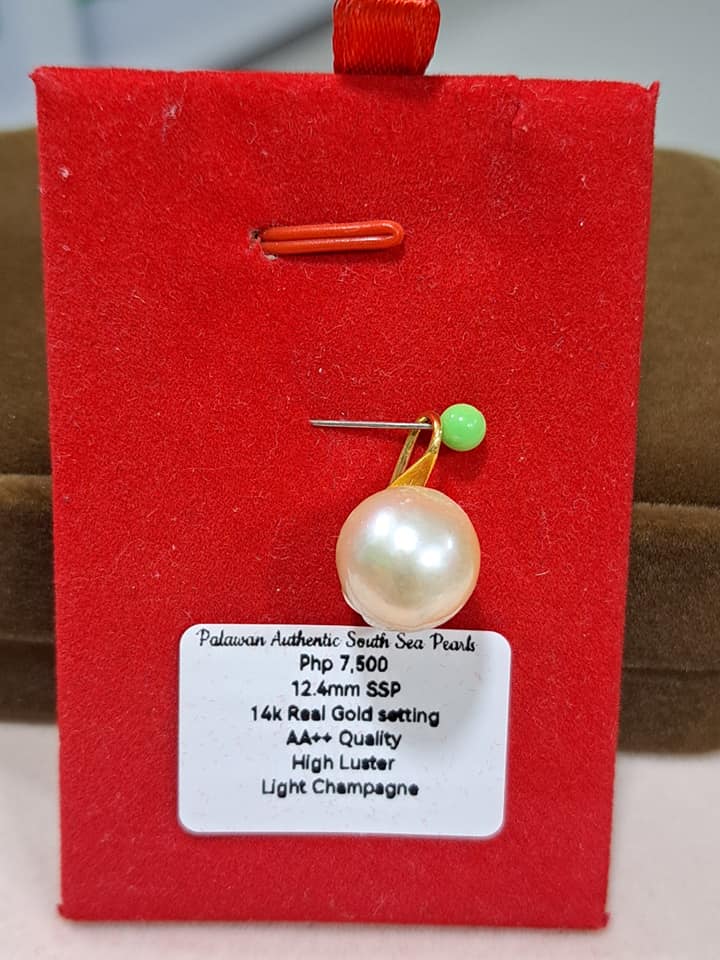 Palawan Authentic South Sea Pearls
Php 7,500
12.4mm SSP
14k Real Gold setting
AA++ Quality
High Luster
Light Champagne